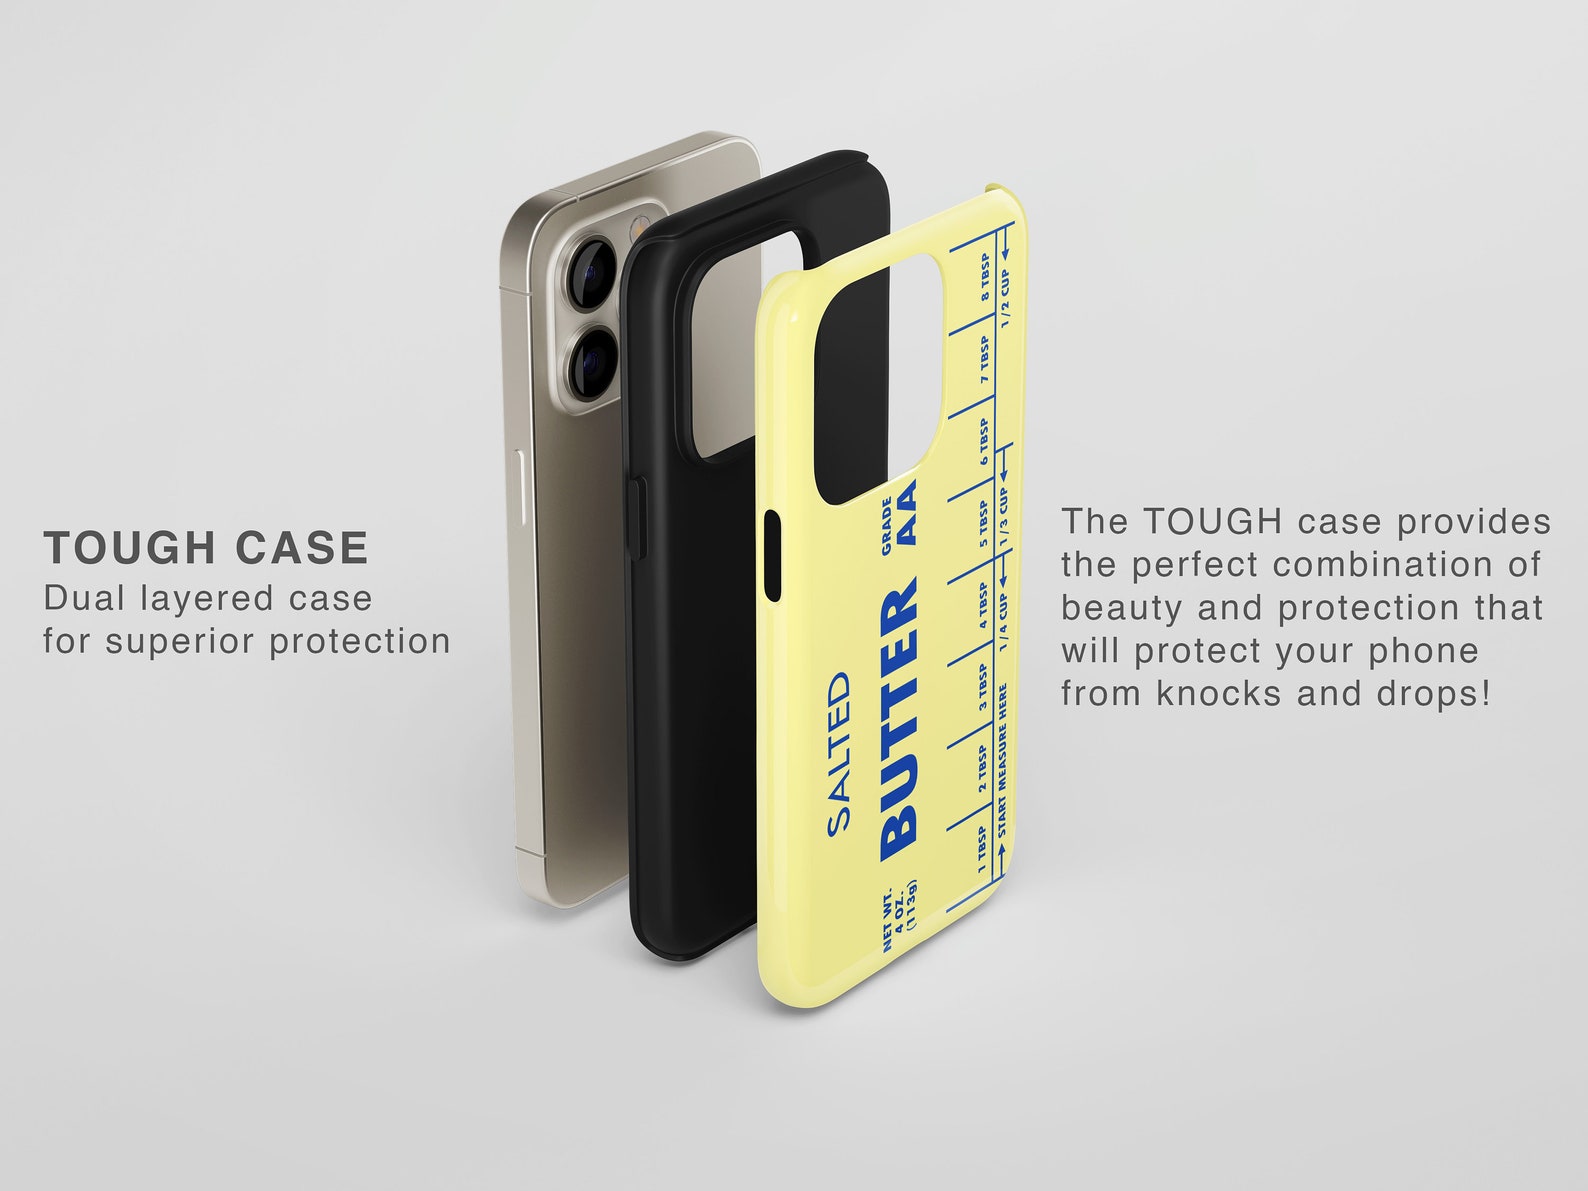 TOUGH CASE
Dual layered case
for superior protection
SALTED
BUTTER
GRADE
AA
NET WT.
4 OZ.
(113g)
1 TBSP
2 TBSP
3 TBSP
4 TBSP
5 TBSP
6 TBSP
7 TBSP
8 TBSP
START MEASURE HERE
1/4 CUP
1/3 CUP
1/2 CUP
The TOUGH case provides
the perfect combination of
beauty and protection that
will protect your phone
from knocks and drops!